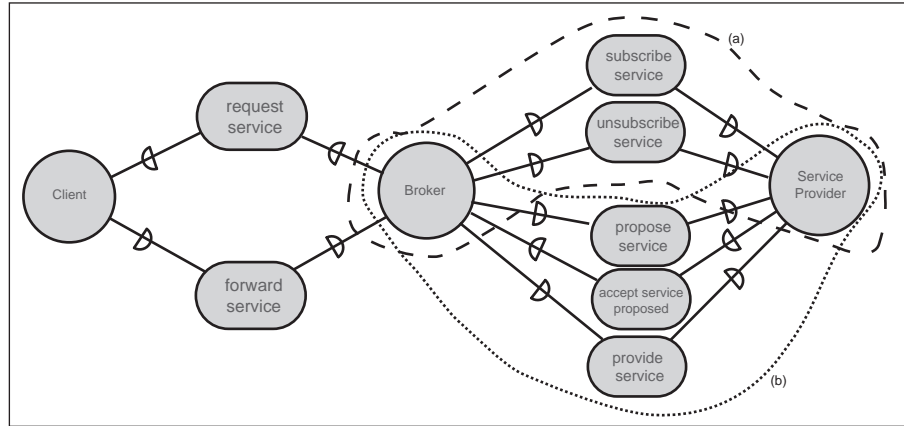 (a)
subscribe
service
request
service
unsubscribe
service
Client
Broker
Service
Provider
propose
service
forward
service
accept service
proposed
provide
service
(b)